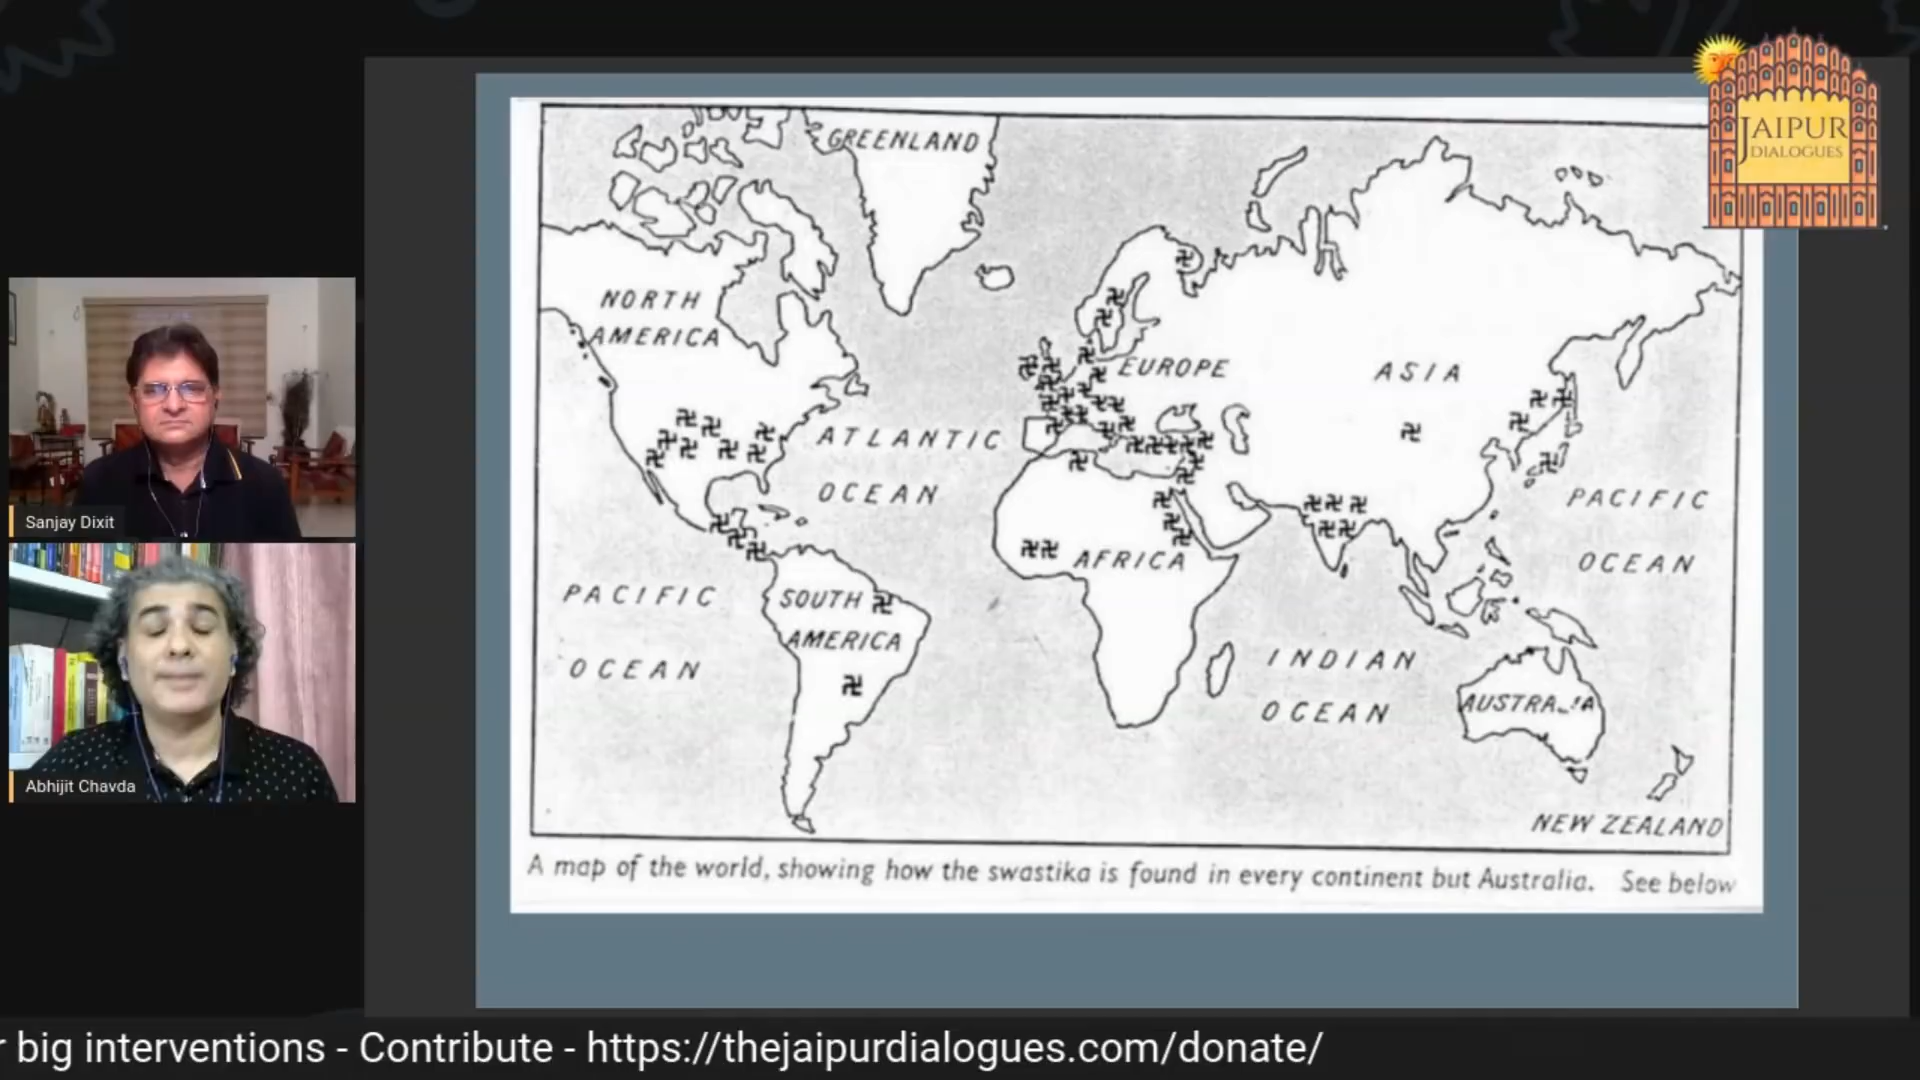 JAIPUR
DIALOGUES
GREENLAND
NORTH
AMERICA
EUROPE
ASIA
ATLANTIC
OCEAN
PACIFIC
OCEAN
AFRICA
PACIFIC
OCEAN
SOUTH
AMERICA
INDIAN
OCEAN
NEW ZEALAND
A map of the world, showing how the swastika is found in every continent but Australia. See below
Sanjay Dixit
Abhijit Chavda
big interventions - Contribute - https://thejaipurdialogues.com/donate/